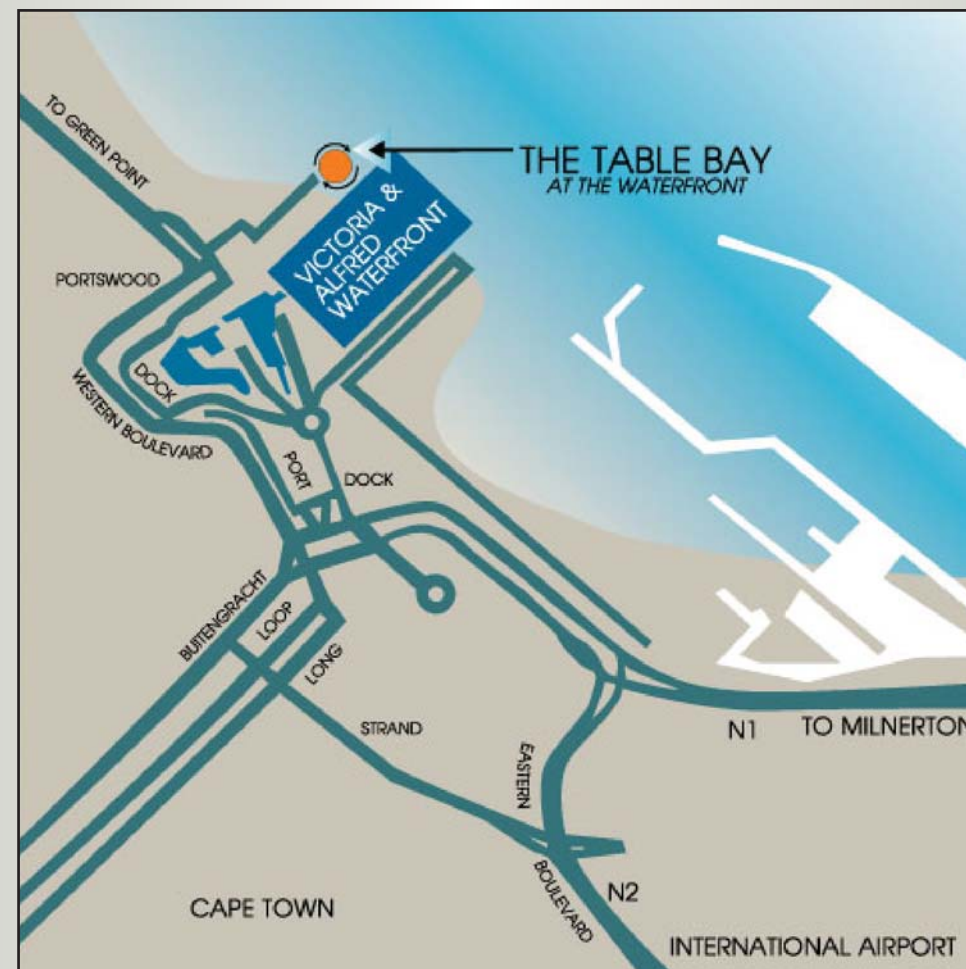 TO GREEN POINT
THE TABLE BAY
AT THE WATERFRONT
VICTORIA &
ALFRED
WATERFRONT
PORTSWOOD
DOCK
WESTERN BOULEVARD
PORT
DOCK
BUITENGRACHT
LOOP
LONG
STRAND
EASTERN
BOULEVARD
N1
TO MILNERTON
N2
CAPE TOWN
INTERNATIONAL AIRPORT